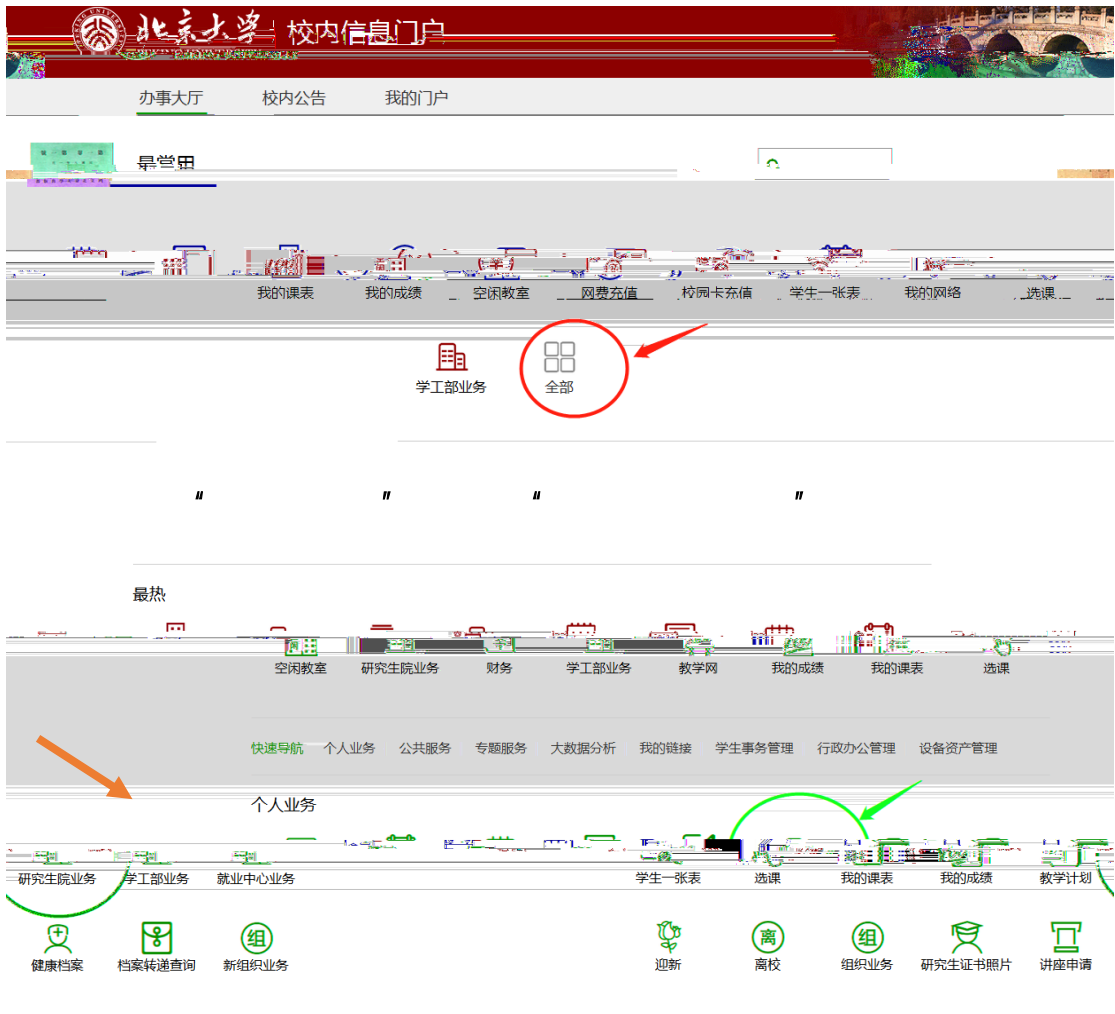 北京大学 校内信息门户
办事大厅 校内公告 我的门户
最常用
我的课表 我的成绩 空闲教室 网费充值 校园卡充值 学生一张表 我的网络 选课
学工部业务 全部
“ ” “ ”
最热
空闲教室 研究生院业务 财务 学工部业务 教学网 我的成绩 我的课表 选课
快速导航 个人业务 公共服务 专题服务 大数据分析 我的链接 学生事务管理 行政办公管理 设备资产管理
个人业务
研究生院业务 学工部业务 就业中心业务 学生一张表 选课 我的课表 我的成绩 教学计划
组 离 组
健康档案 档案转递查询 新组织业务 迎新 离校 组织业务 研究生证书照片 讲座申请